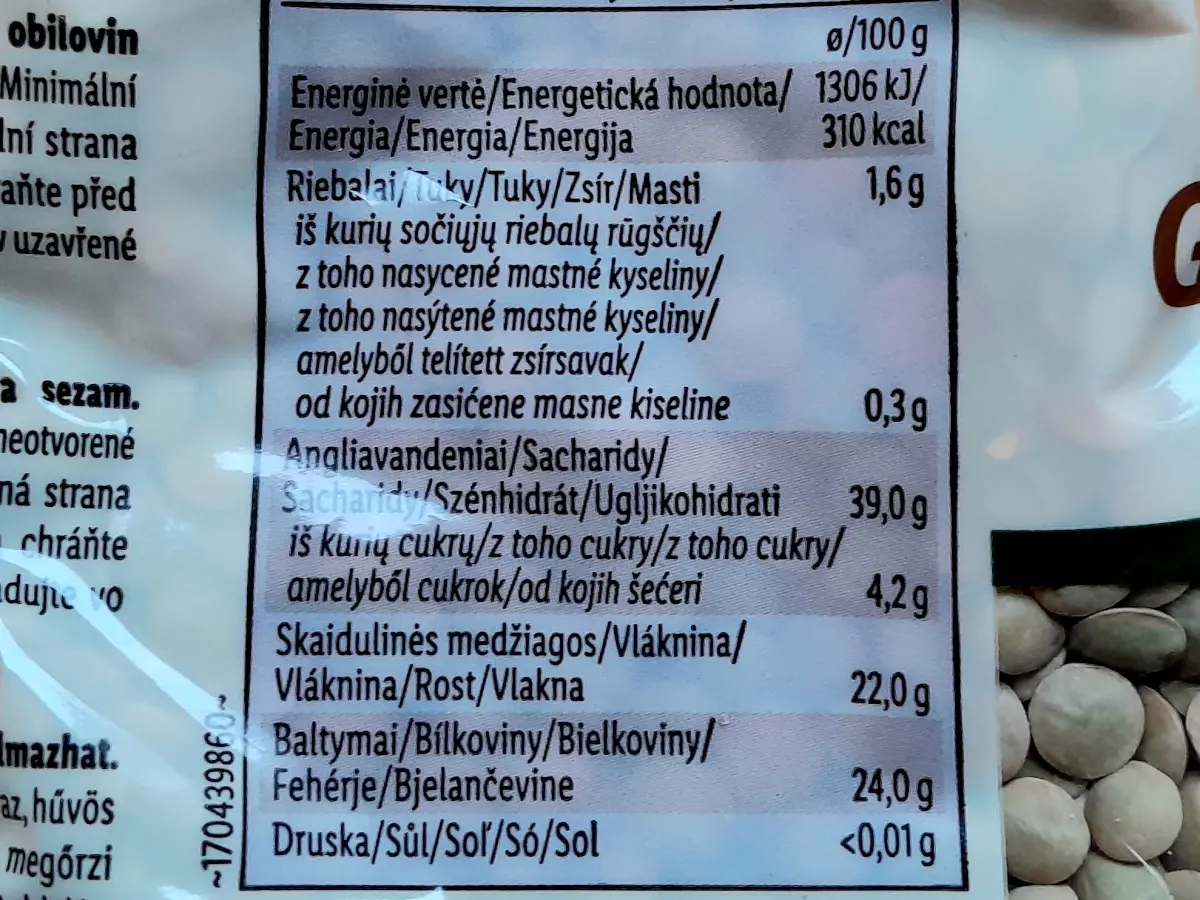 obilovin
Minimální
lní strana
aňte před
uzavřené
a sezam.
neotvorené
ná strana
chráňte
dujte vo
lmazhat.
az, hűvös
megőrzi
~17043986
ø/100 g
Energinė vertė/Energetická hodnota/ 1306 kJ/
Energia/Energia/Energija 310 kcal
Riebalai/Tuky/Tuky/Zsír/Masti 1,6 g
iš kurių sočiųjų riebalų rūgščių/
z toho nasycené mastné kyseliny/
z toho nasýtené mastné kyseliny/
amelyből telített zsírsavak/
od kojih zasićene masne kiseline 0,3 g
Angliavandeniai/Sacharidy/
Sacharidy/Szénhidrát/Ugljikohidrati 39,0 g
iš kurių cukrų/z toho cukry/z toho cukry/
amelyből cukrok/od kojih šećeri 4,2 g
Skaidulinės medžiagos/Vláknina/
Vláknina/Rost/Vlakna 22,0 g
Baltymai/Bílkoviny/Bielkoviny/
Fehérje/Bjelančevine 24,0 g
Druska/Sůl/Soľ/Só/Sol <0,01 g
G